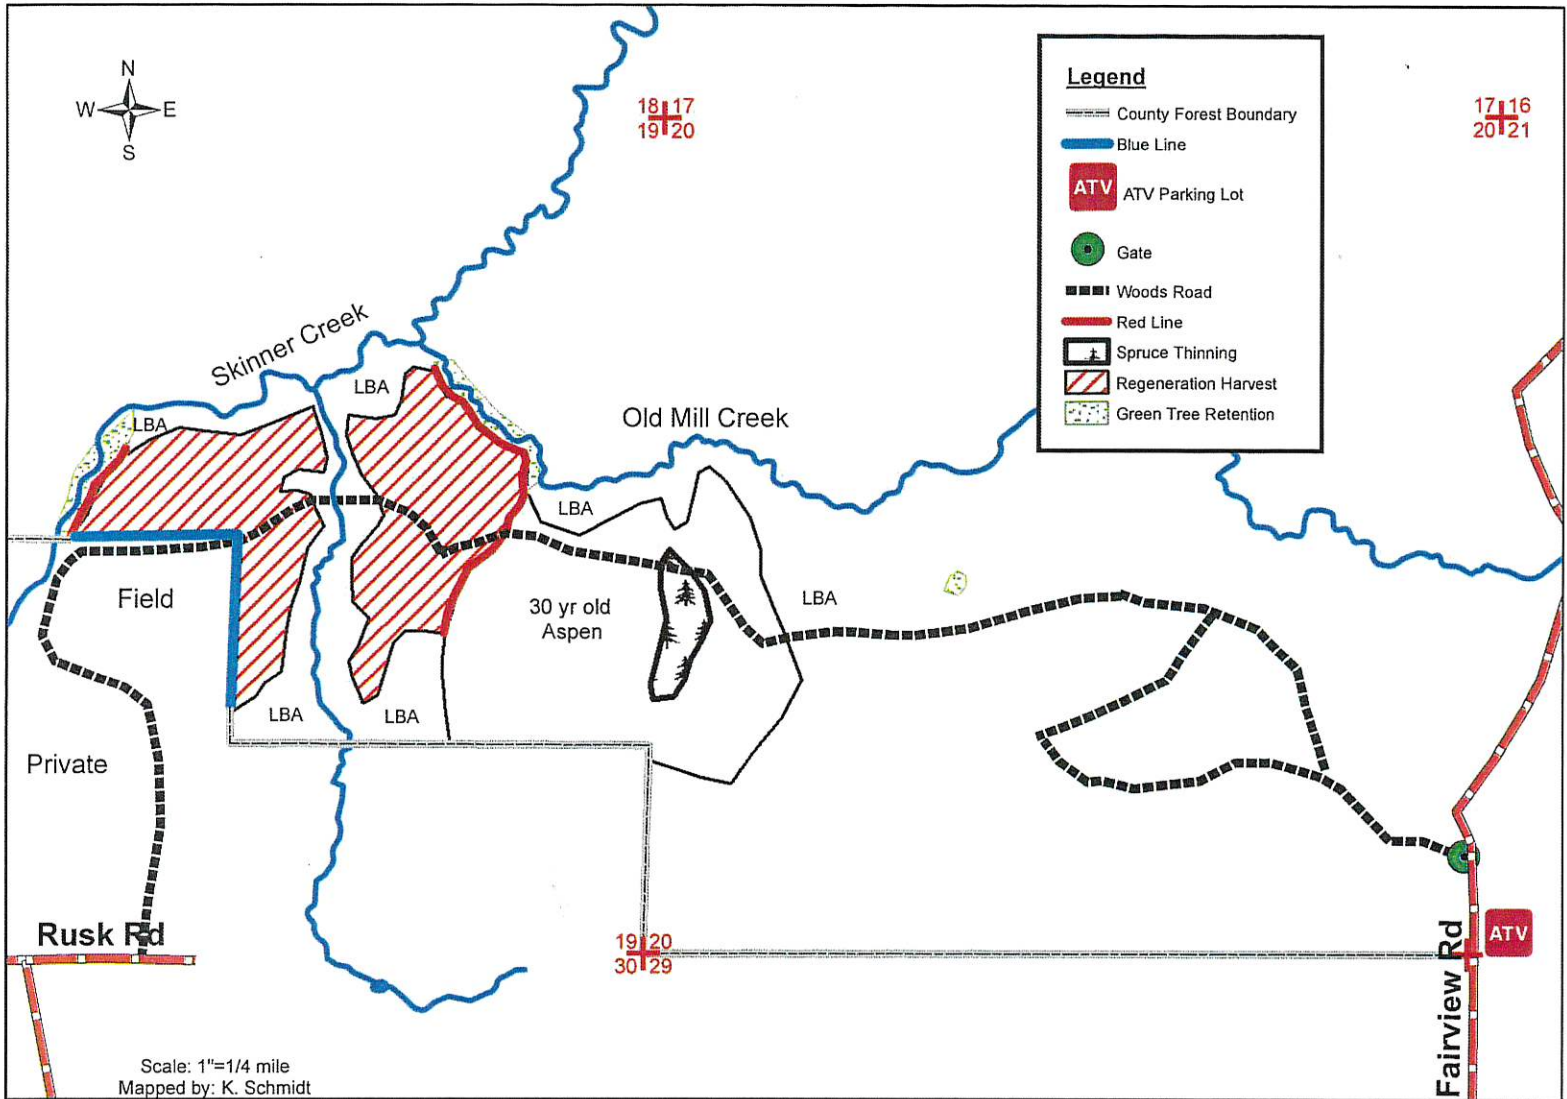 N
W E
S
18 17
19 20
17 16
20 21
Legend
County Forest Boundary
Blue Line
ATV
ATV Parking Lot
Gate
Woods Road
Red Line
Spruce Thinning
Regeneration Harvest
Green Tree Retention
Skinner Creek
LBA
LBA
Old Mill Creek
LBA
Field
30 yr old
Aspen
LBA
LBA
LBA
Private
Rusk Rd
19 20
30 29
ATV
Fairview Rd
Scale: 1"=1/4 mile
Mapped by: K. Schmidt